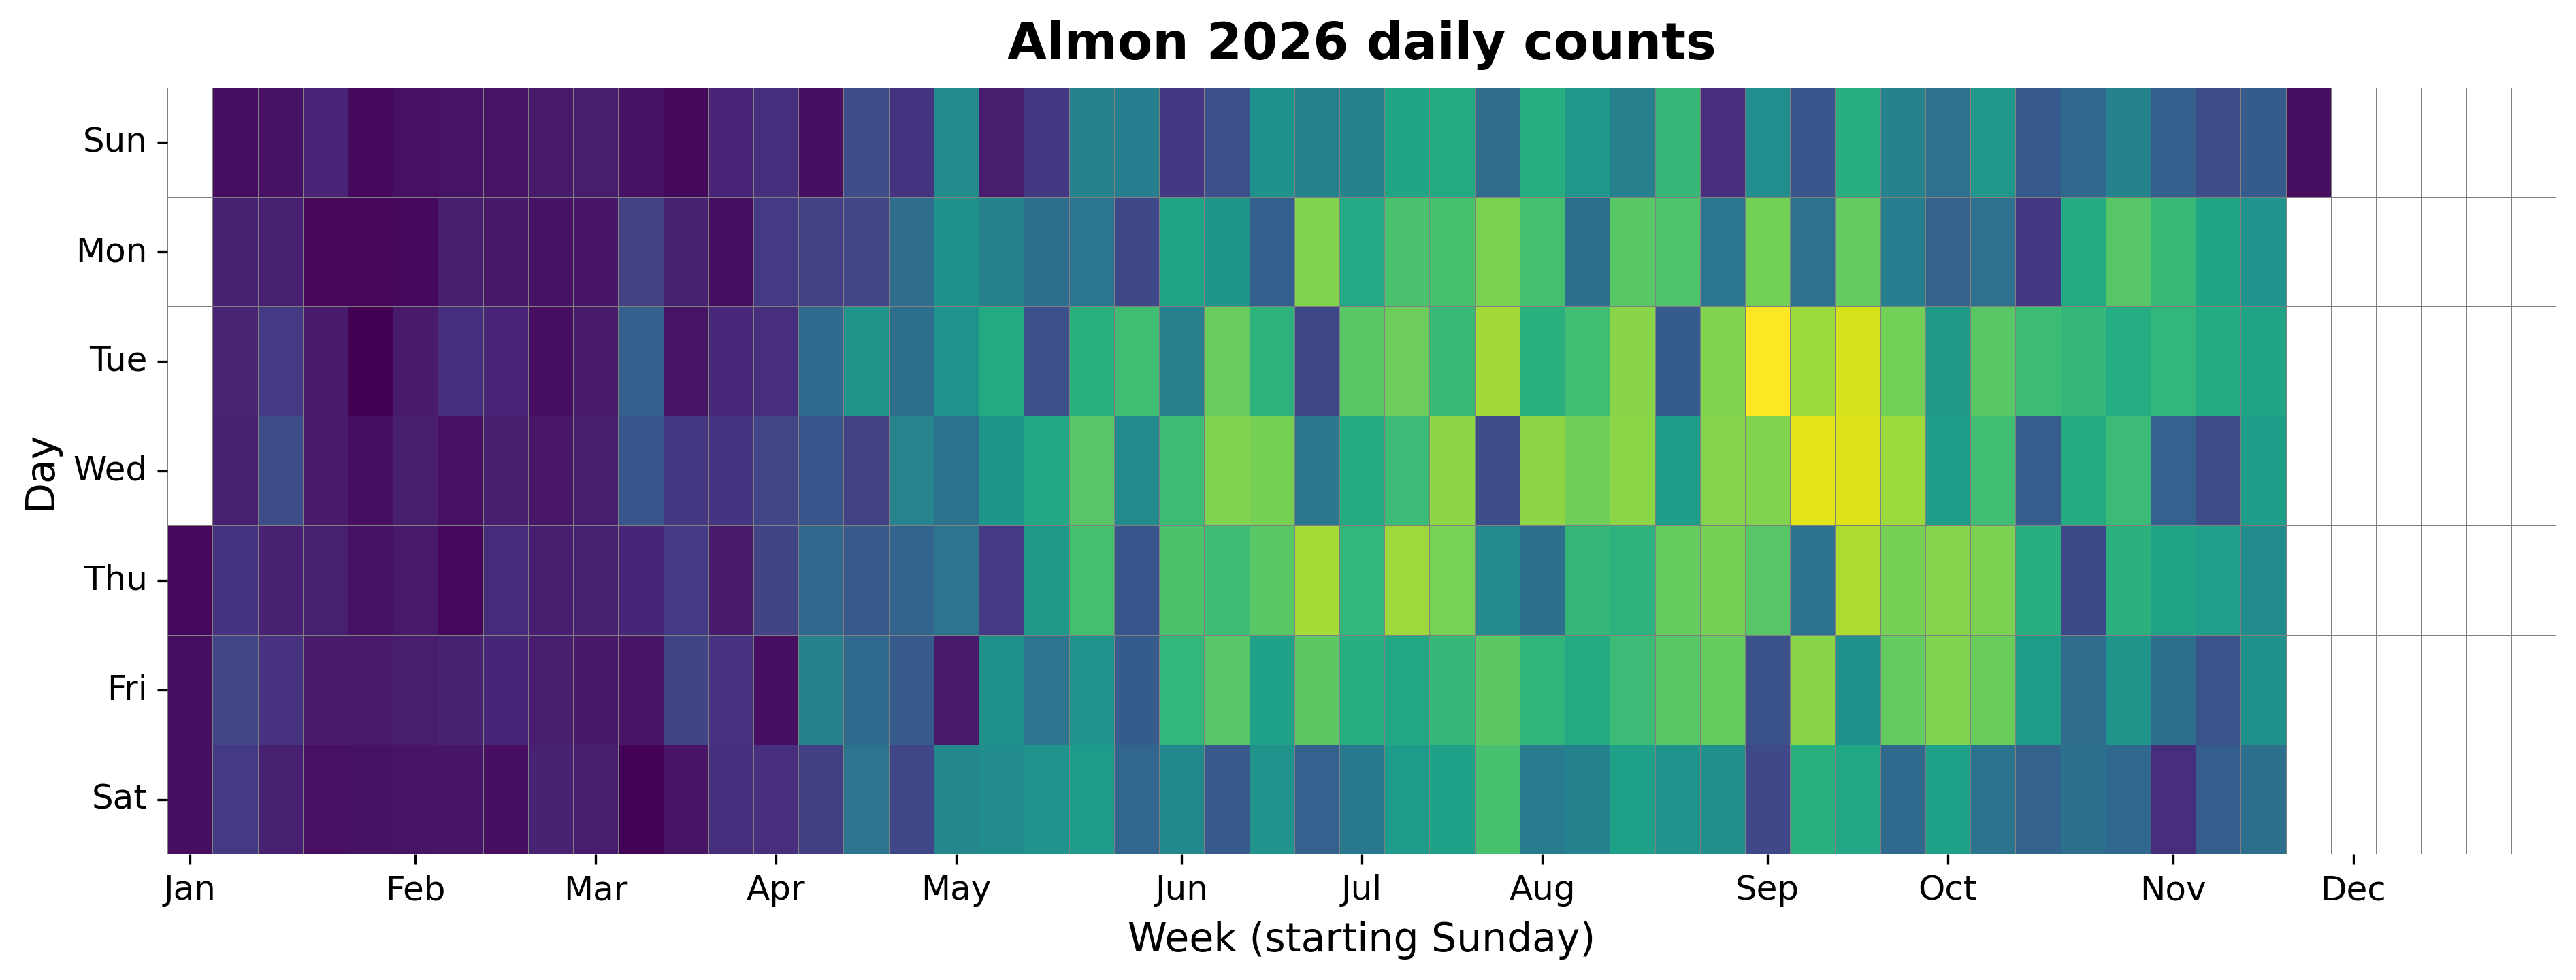 Almon 2026 daily counts
Sun
Mon
Tue
Wed
Thu
Fri
Sat
Day
Jan Feb Mar Apr May Jun Jul Aug Sep Oct Nov Dec
Week (starting Sunday)